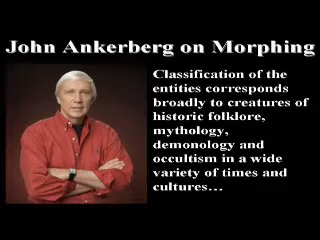 John Ankerberg on Morphing
Classification of the
entities corresponds
broadly to creatures of
historic folklore,
mythology,
demonology and
occultism in a wide
variety of times and
cultures...